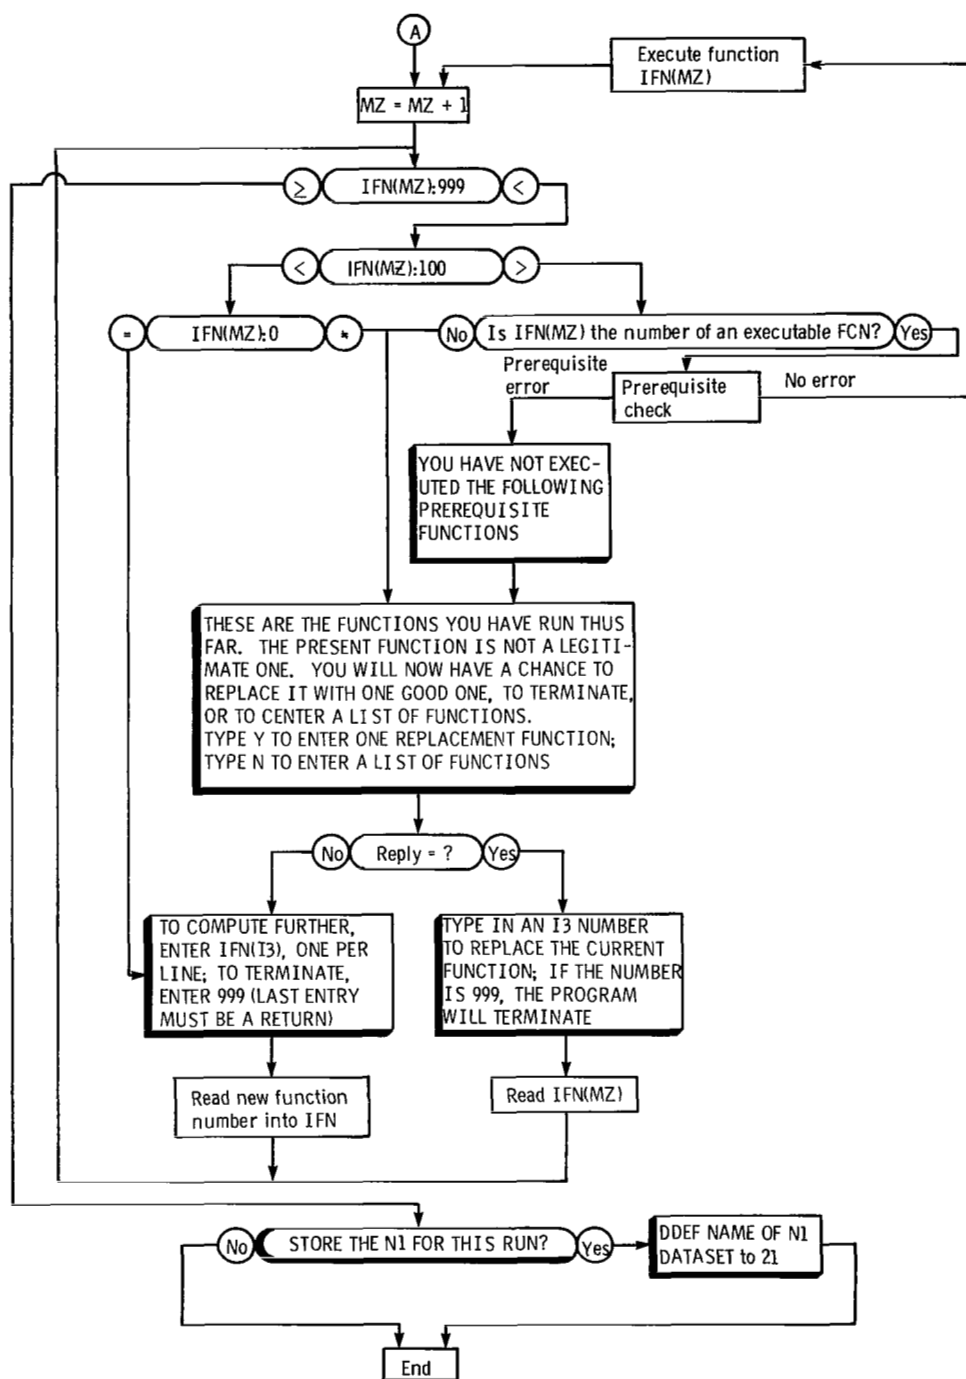 A
Execute function
IFN(MZ)
MZ = MZ + 1
≥
IFN(MZ):999
<
<
IFN(MZ):100
>
=
IFN(MZ):0
≠
No
Is IFN(MZ) the number of an executable FCN?
Yes
Prerequisite
error
Prerequisite
check
No error
YOU HAVE NOT EXEC-
UTED THE FOLLOWING
PREREQUISITE
FUNCTIONS
THESE ARE THE FUNCTIONS YOU HAVE RUN THUS
FAR. THE PRESENT FUNCTION IS NOT A LEGITI-
MATE ONE. YOU WILL NOW HAVE A CHANCE TO
REPLACE IT WITH ONE GOOD ONE, TO TERMINATE,
OR TO CENTER A LIST OF FUNCTIONS.
TYPE Y TO ENTER ONE REPLACEMENT FUNCTION;
TYPE N TO ENTER A LIST OF FUNCTIONS
No
Reply = ?
Yes
TO COMPUTE FURTHER,
ENTER IFN(I3), ONE PER
LINE; TO TERMINATE,
ENTER 999 (LAST ENTRY
MUST BE A RETURN)
TYPE IN AN I3 NUMBER
TO REPLACE THE CURRENT
FUNCTION; IF THE NUMBER
IS 999, THE PROGRAM
WILL TERMINATE
Read new function
number into IFN
Read IFN(MZ)
No
STORE THE N1 FOR THIS RUN?
Yes
DDEF NAME OF N1
DATASET to 21
End